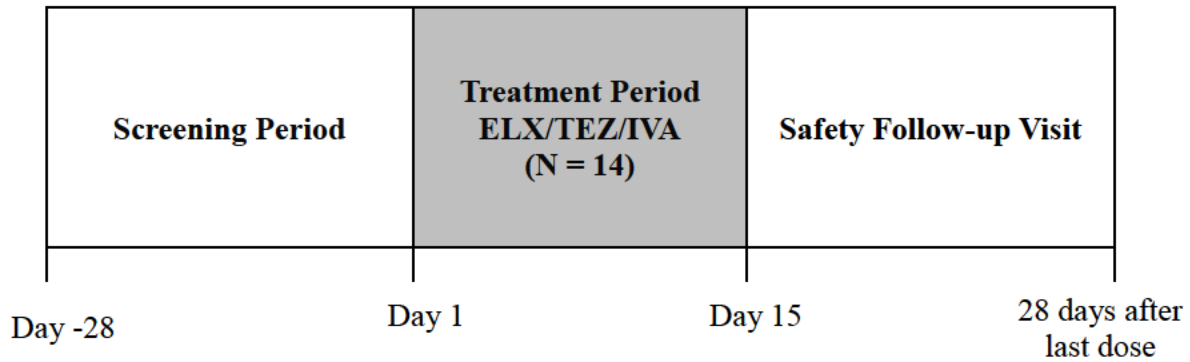 Screening Period
Treatment Period
ELX/TEZ/IVA
(N = 14)
Safety Follow-up Visit
Day -28
Day 1
Day 15
28 days after
last dose